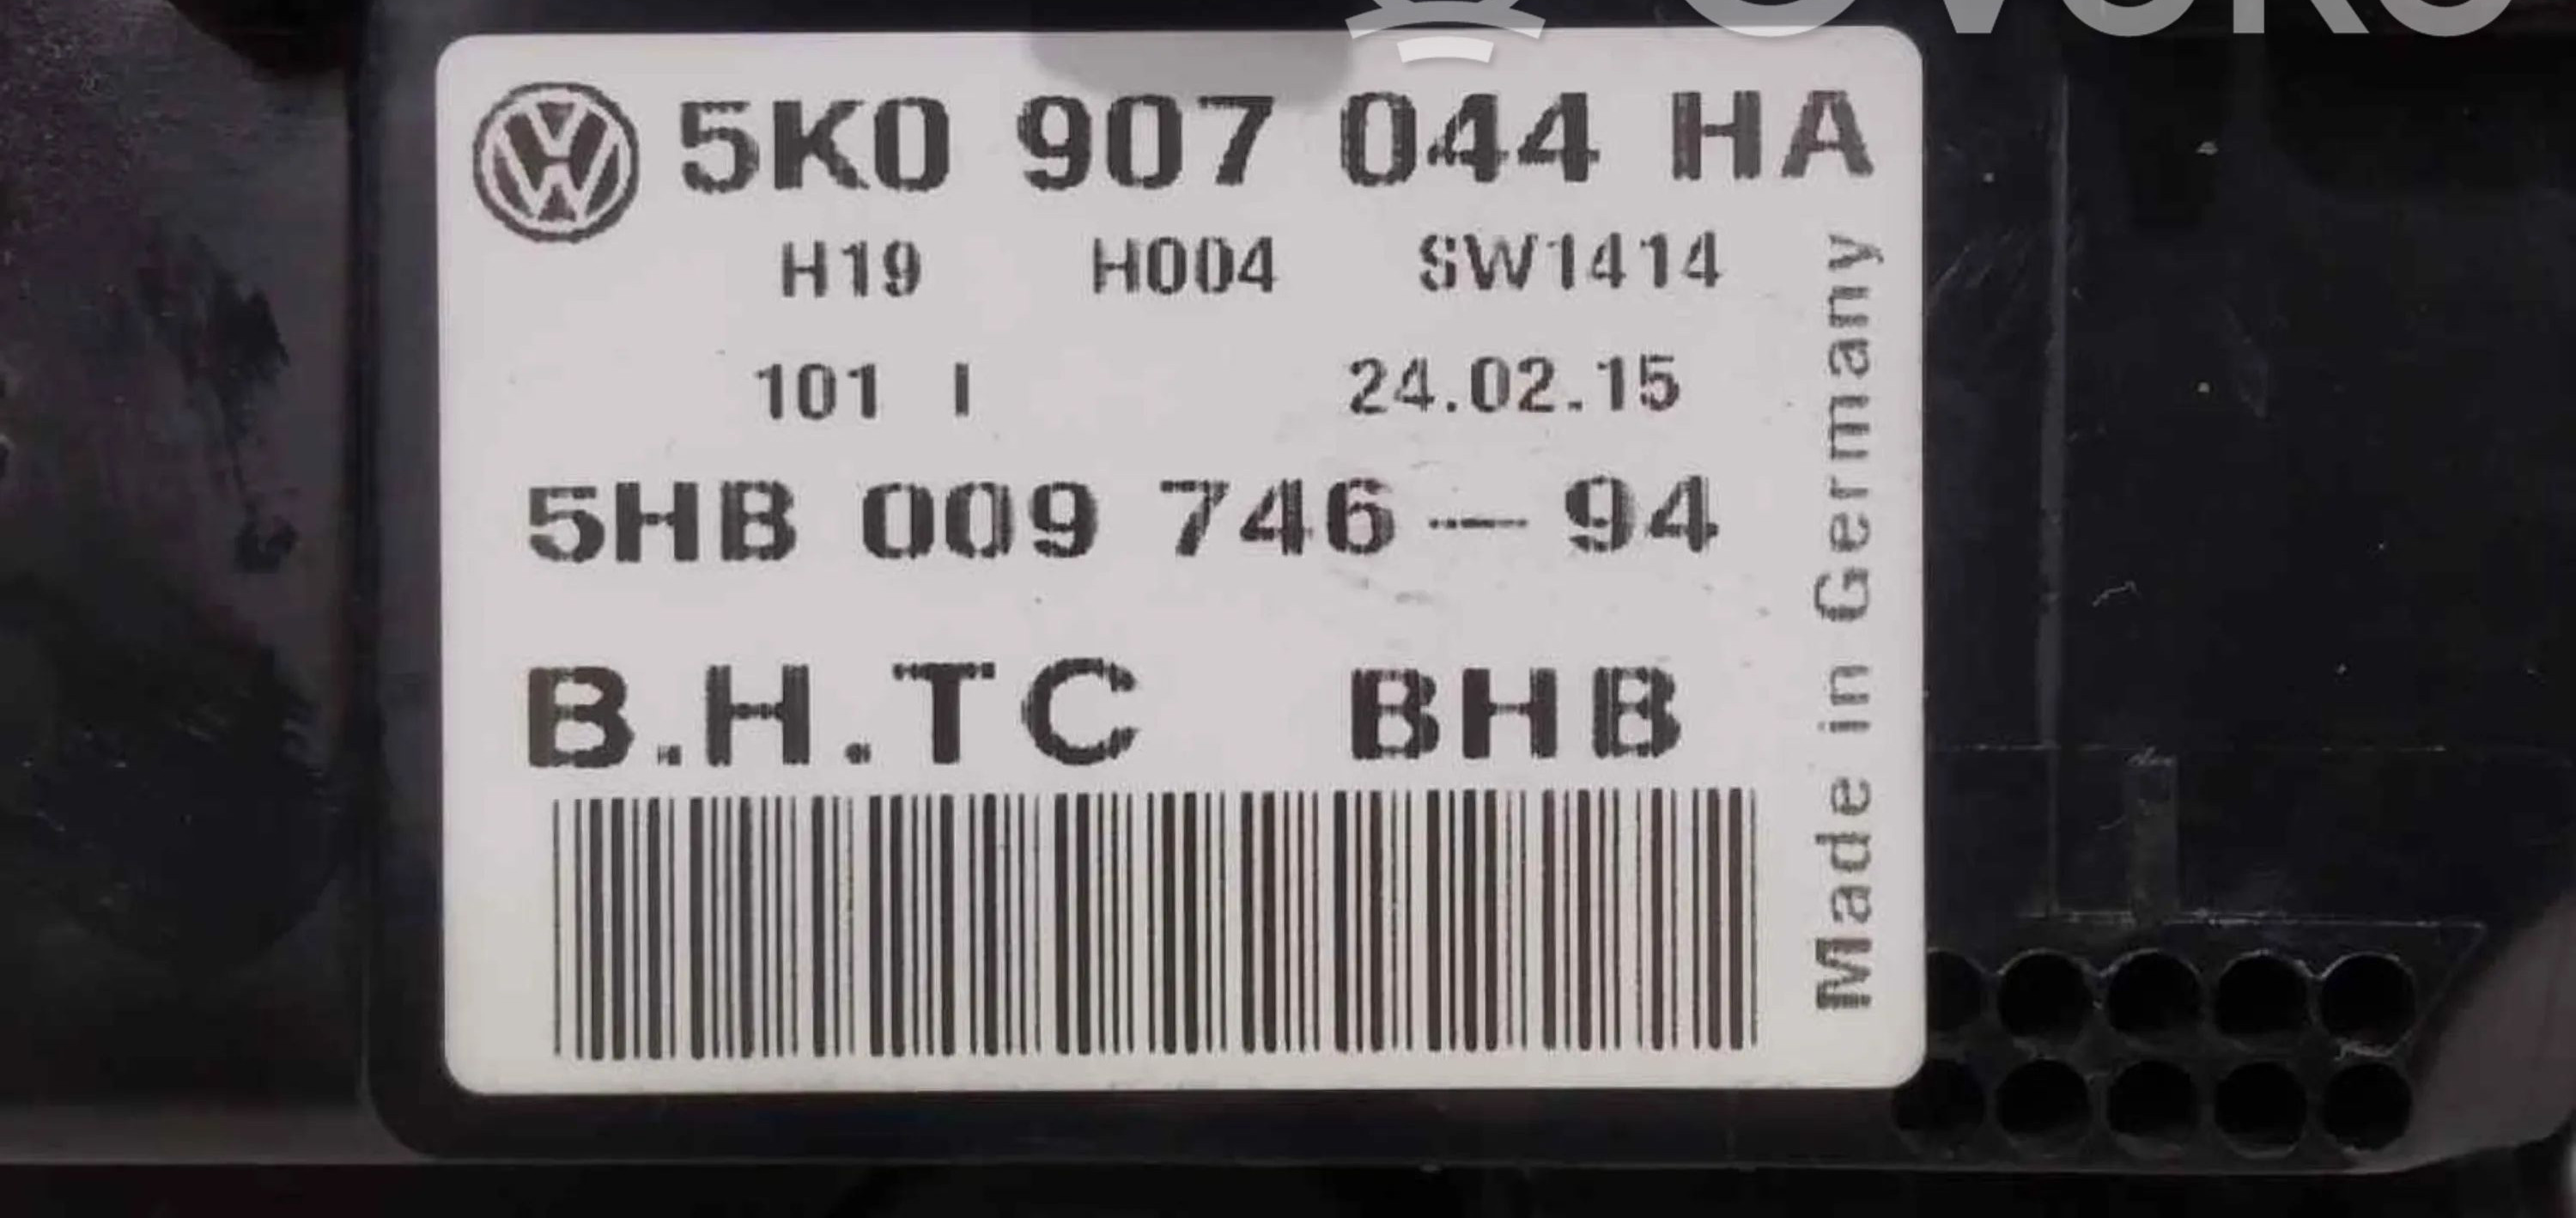 5K0 907 044 HA
H19 H004 SW1414
101 I 24.02.15
5HB 009 746-94
B.H.TC BHB
Made in Germany